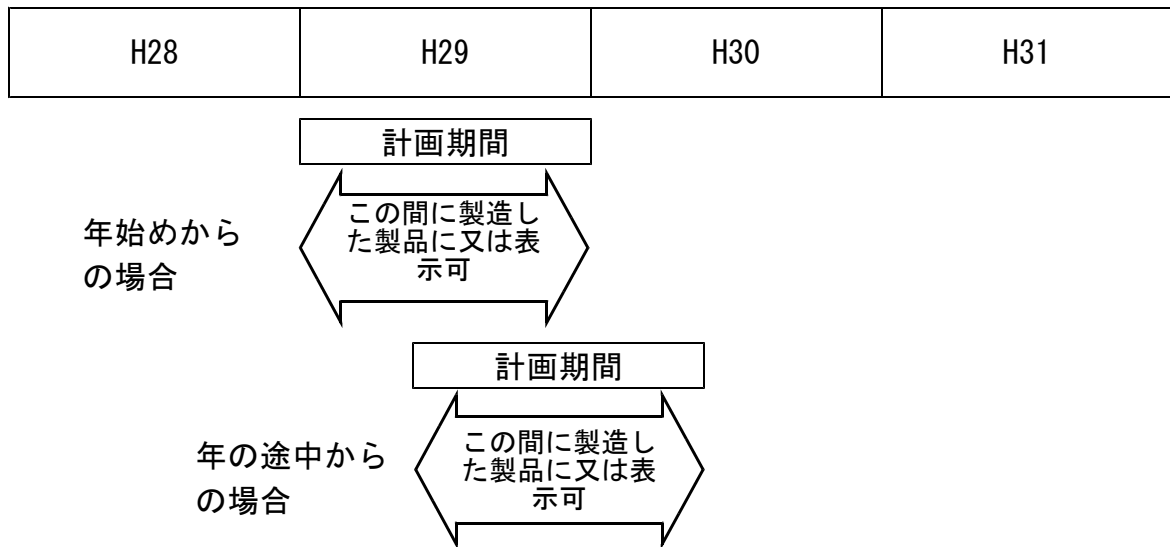 H28 H29 H30 H31
計画期間
年始めから
の場合
この間に製造し
た製品に又は表
示可
計画期間
年の途中から
の場合
この間に製造し
た製品に又は表
示可